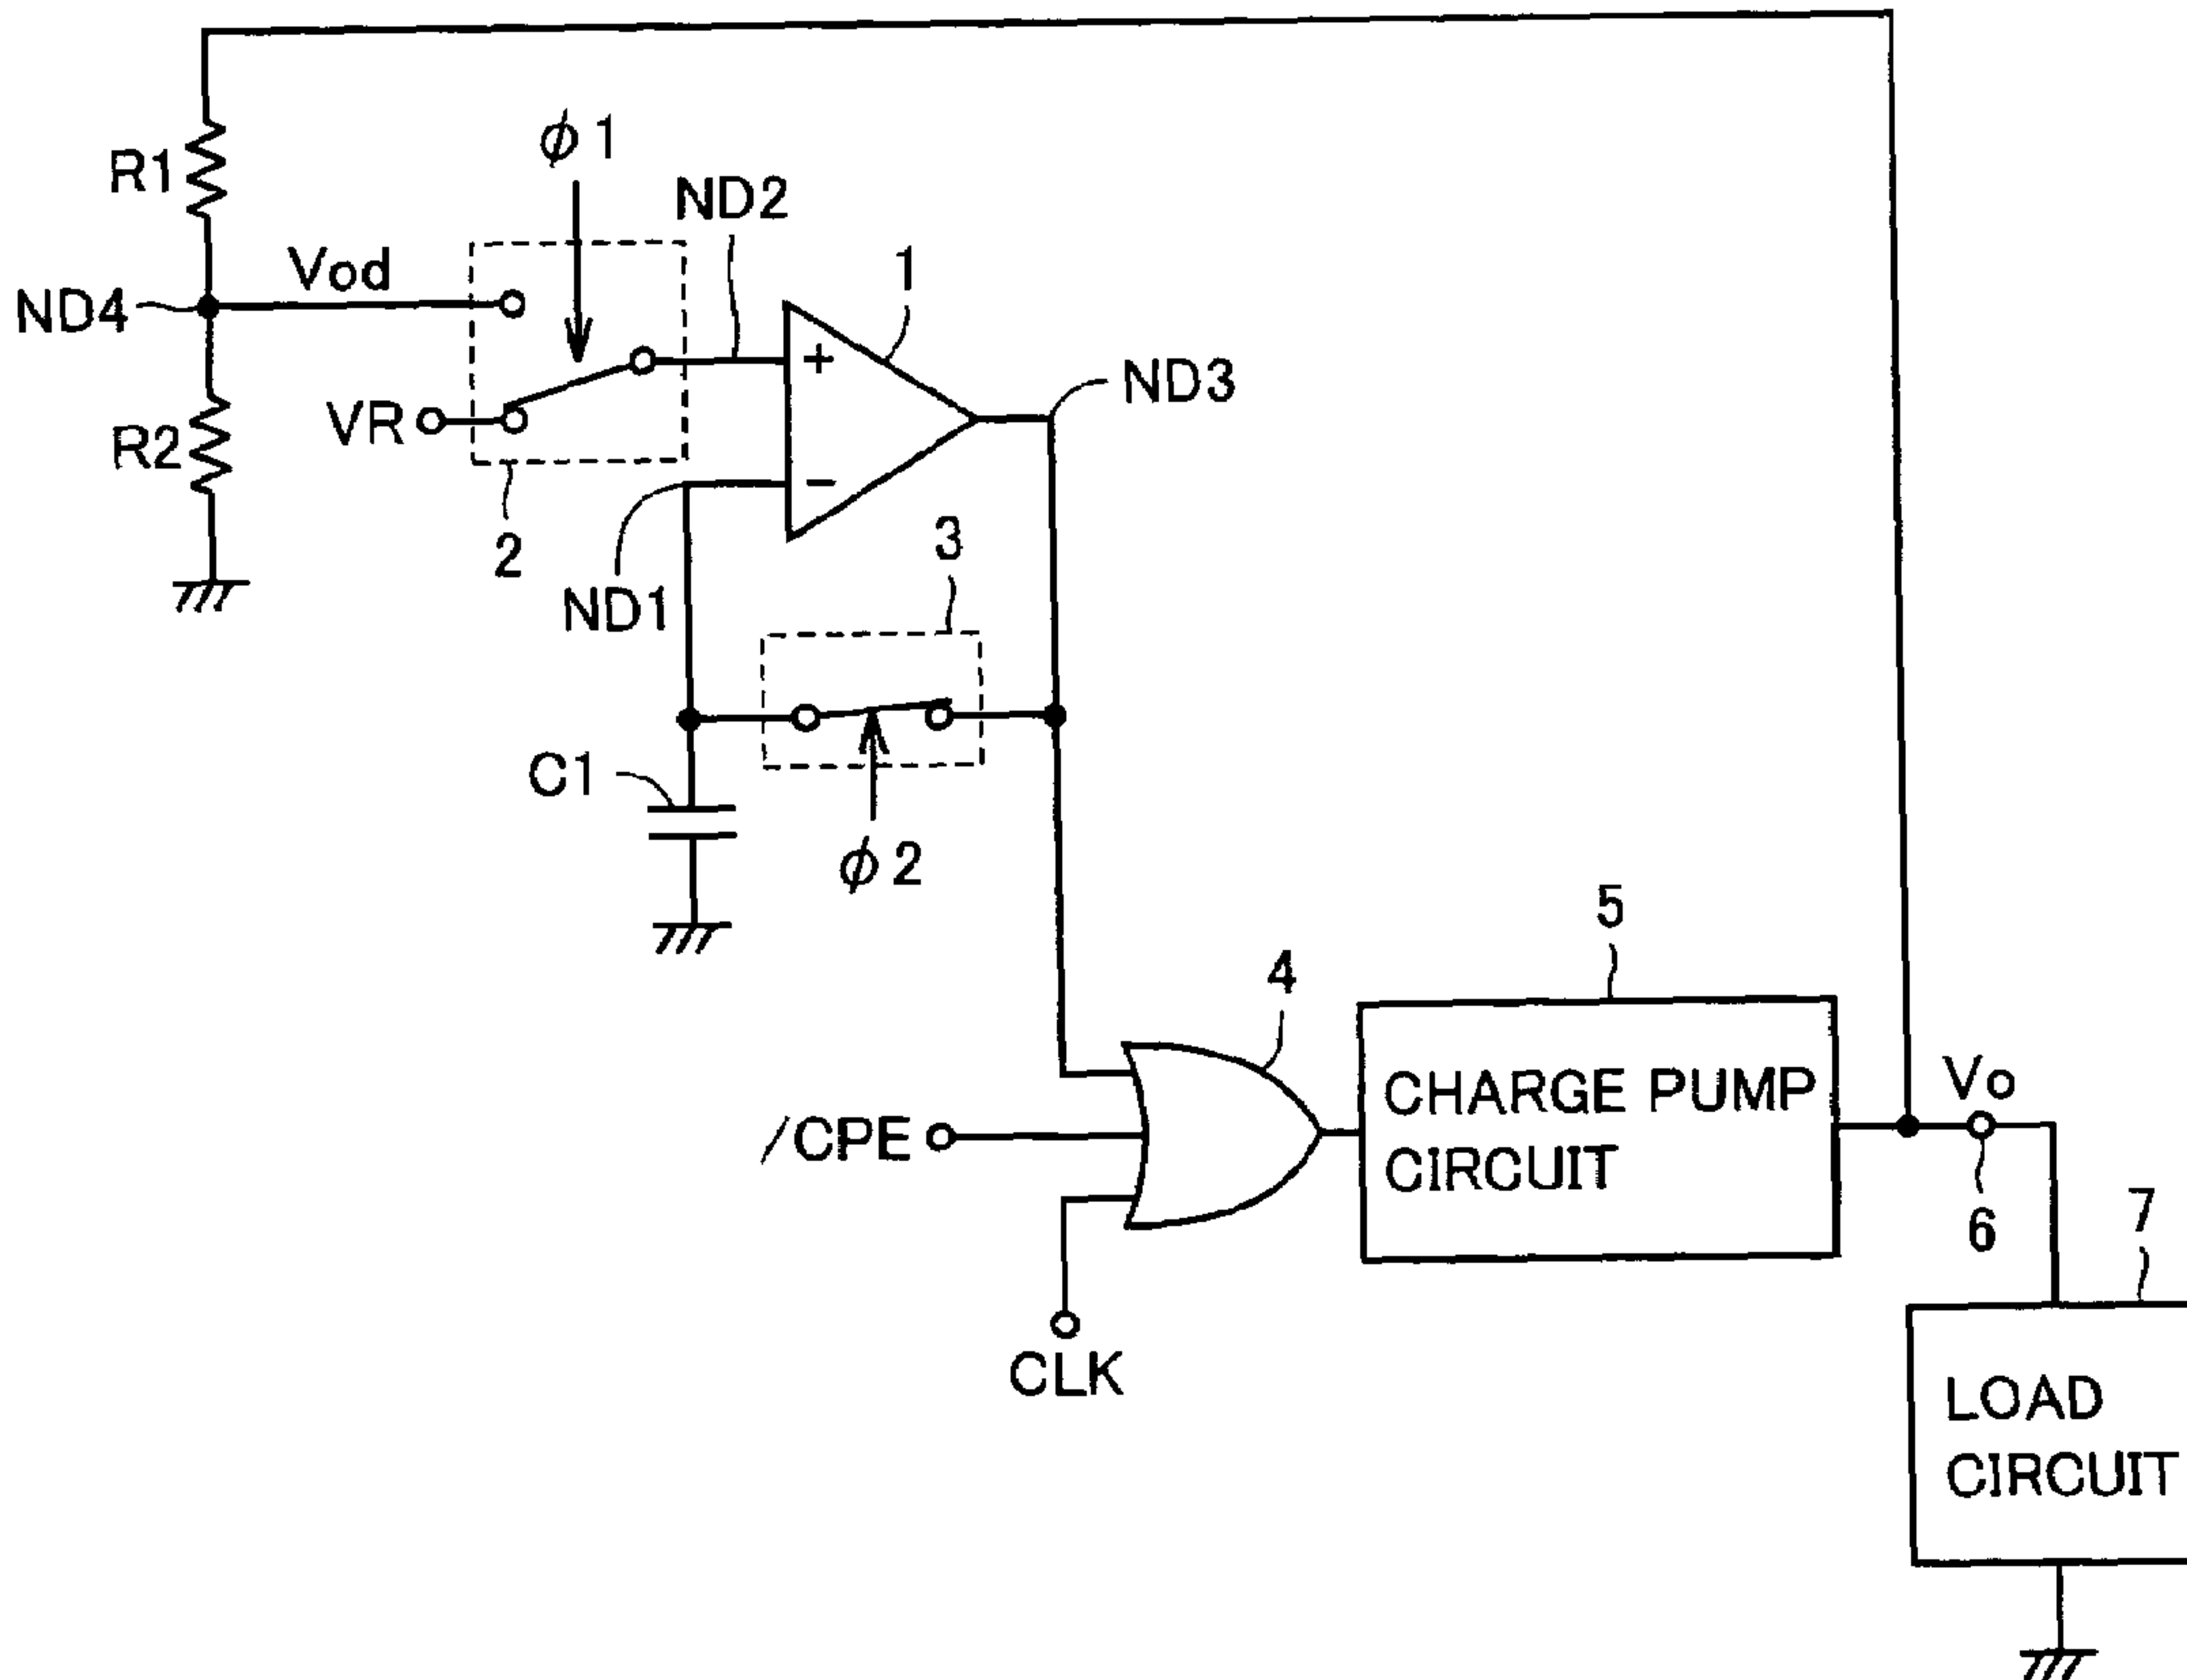 φ1
R1
ND2
Vod
1
ND4
+
ND3
VR
R2
−
2
3
ND1
C1
φ2
5
4
CHARGE PUMP
CIRCUIT
Vo
/CPE
6
7
CLK
LOAD
CIRCUIT